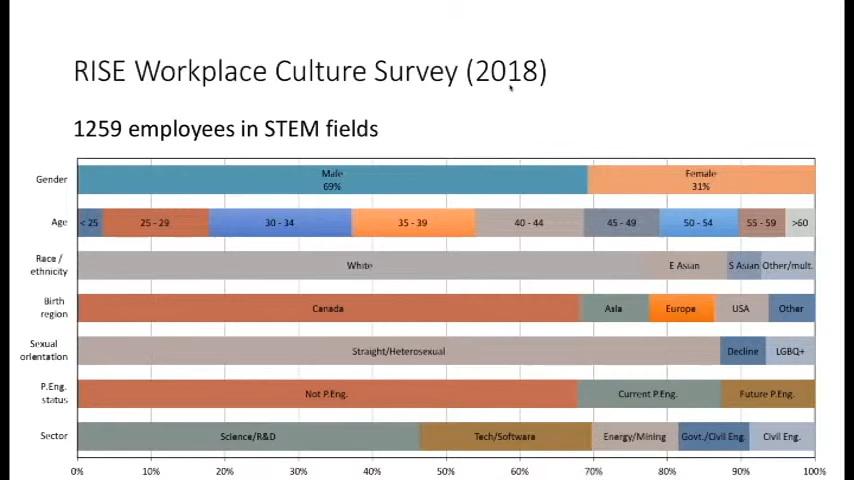 RISE Workplace Culture Survey (2018)
1259 employees in STEM fields
Gender
Male
69%
Female
31%
Age
< 25
25 - 29
30 - 34
35 - 39
40 - 44
45 - 49
50 - 54
55 - 59
>60
Race /
ethnicity
White
E Asian
S Asian
Other/mult.
Birth
region
Canada
Asia
Europe
USA
Other
Sexual
orientation
Straight/Heterosexual
Decline
LGBQ+
P.Eng.
status
Not P.Eng.
Current P.Eng.
Future P.Eng.
Sector
Science/R&D
Tech/Software
Energy/Mining
Govt./Civil Eng.
Civil Eng.
0% 10% 20% 30% 40% 50% 60% 70% 80% 90% 100%